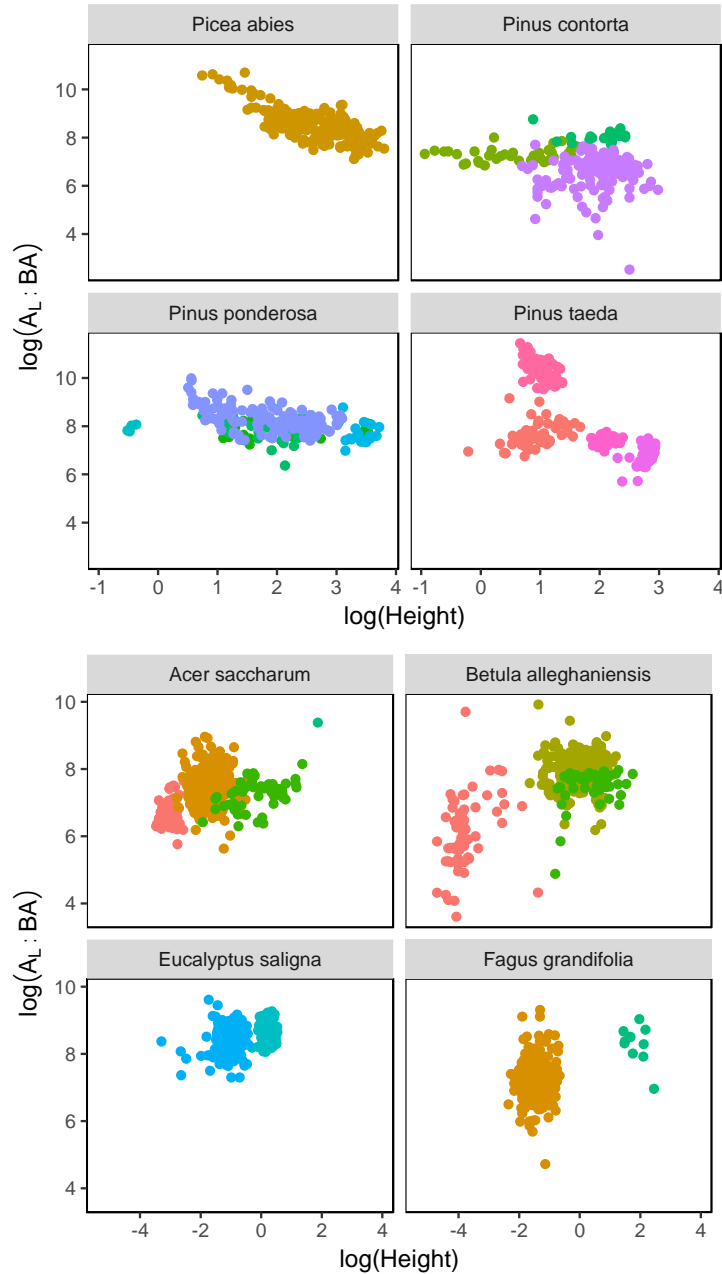 Picea abies Pinus contorta
10
8
6
4
Pinus ponderosa Pinus taeda
10
8
6
4
-1 0 1 2 3 4 -1 0 1 2 3 4
log(Height)
log(A_L : BA)
Acer saccharum Betula alleghaniensis
10
8
6
4
Eucalyptus saligna Fagus grandifolia
10
8
6
4
-4 -2 0 2 4 -4 -2 0 2 4
log(Height)
log(A_L : BA)